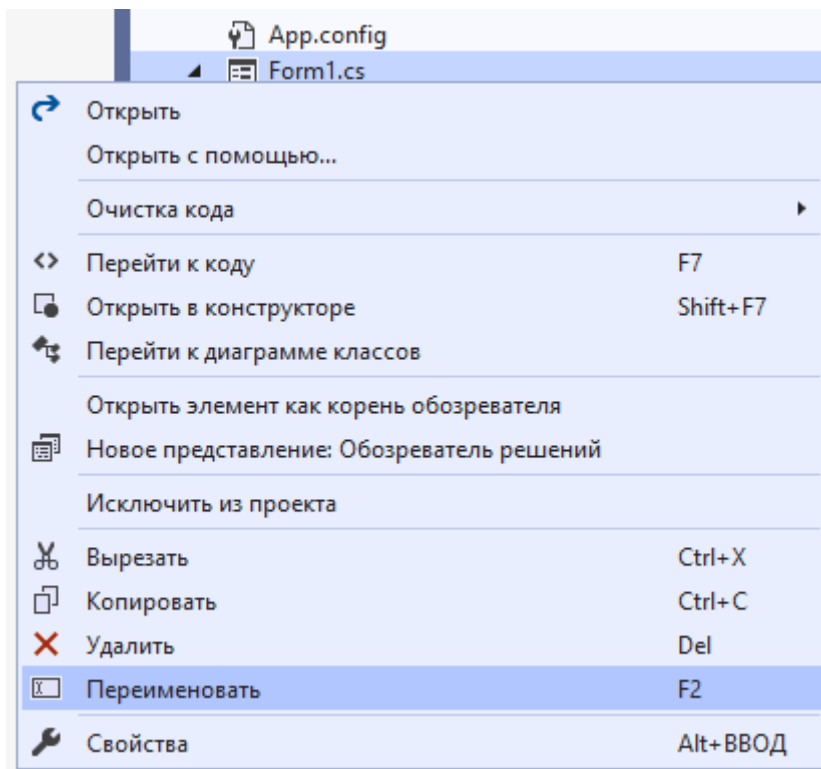 App.config
Form1.cs
Открыть
Открыть с помощью...
Очистка кода
Перейти к коду F7
Открыть в конструкторе Shift+F7
Перейти к диаграмме классов
Открыть элемент как корень обозревателя
Новое представление: Обозреватель решений
Исключить из проекта
Вырезать Ctrl+X
Копировать Ctrl+C
Удалить Del
Переименовать F2
Свойства Alt+ВВОД